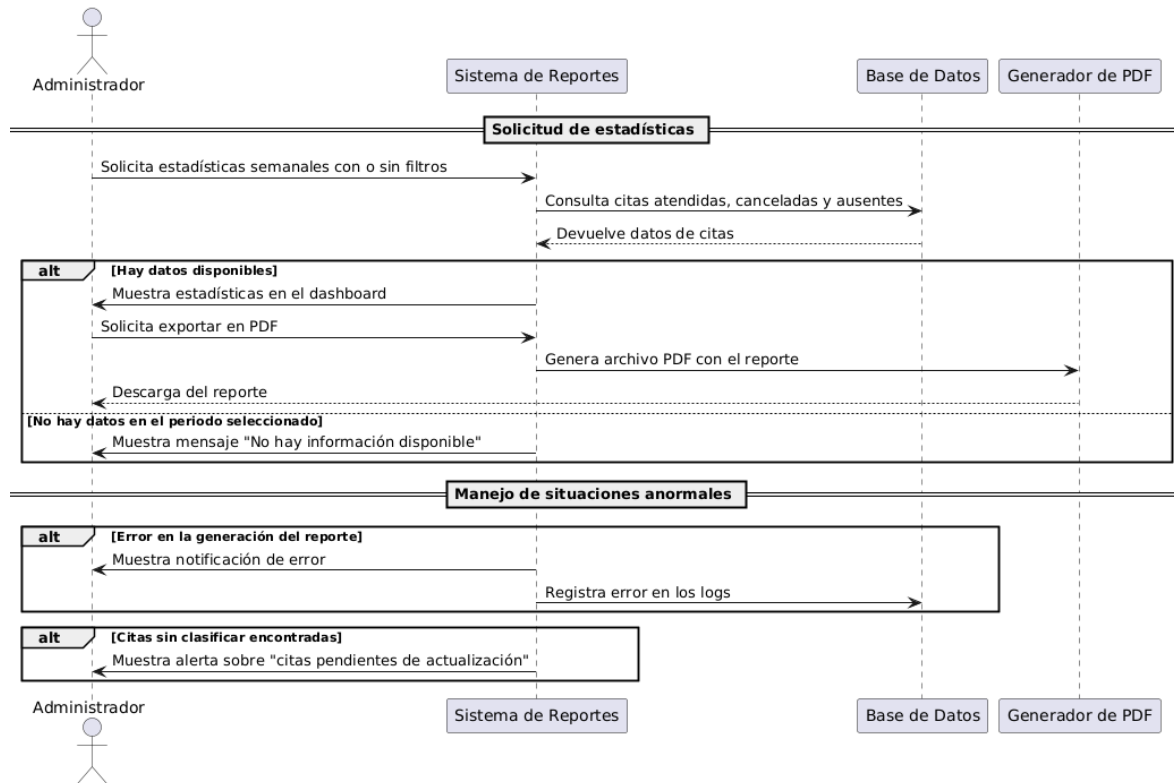 Administrador
Sistema de Reportes
Base de Datos
Generador de PDF
Solicitud de estadísticas
Solicita estadísticas semanales con o sin filtros
Consulta citas atendidas, canceladas y ausentes
Devuelve datos de citas
alt
[Hay datos disponibles]
Muestra estadísticas en el dashboard
Solicita exportar en PDF
Genera archivo PDF con el reporte
Descarga del reporte
[No hay datos en el periodo seleccionado]
Muestra mensaje "No hay información disponible"
Manejo de situaciones anormales
alt
[Error en la generación del reporte]
Muestra notificación de error
Registra error en los logs
alt
[Citas sin clasificar encontradas]
Muestra alerta sobre "citas pendientes de actualización"
Administrador
Sistema de Reportes
Base de Datos
Generador de PDF